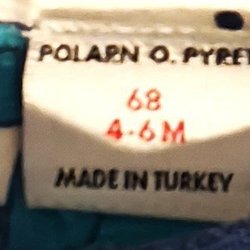 POLARN O. PYRET
68
4-6 M
MADE IN TURKEY